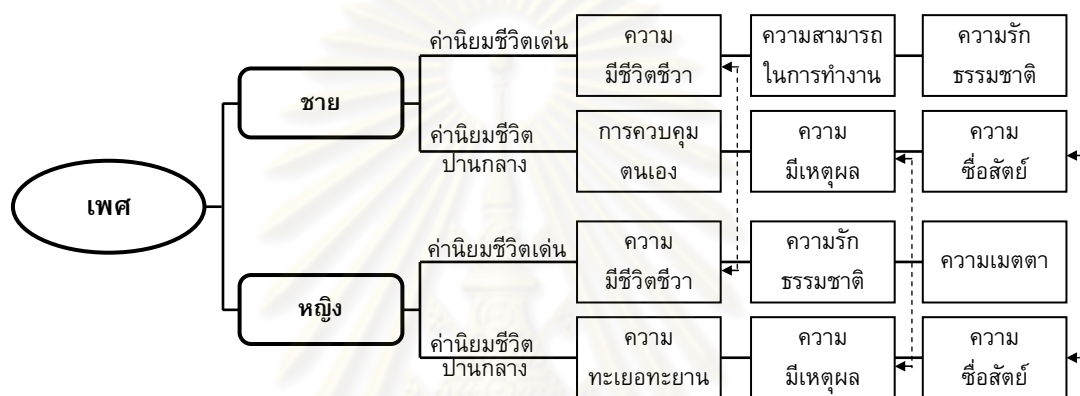 เพศ
ชาย
ค่านิยมชีวิตเด่น
ความ
มีชีวิตชีวา
ความสามารถ
ในการทำงาน
ความรัก
ธรรมชาติ
ค่านิยมชีวิต
ปานกลาง
การควบคุม
ตนเอง
ความ
มีเหตุผล
ความ
ซื่อสัตย์
หญิง
ค่านิยมชีวิตเด่น
ความ
มีชีวิตชีวา
ความรัก
ธรรมชาติ
ความเมตตา
ค่านิยมชีวิต
ปานกลาง
ความ
ทะเยอทะยาน
ความ
มีเหตุผล
ความ
ซื่อสัตย์